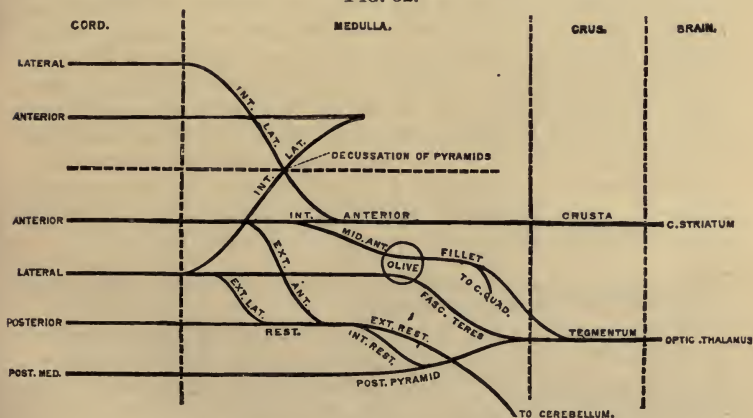 FIG. 62.
CORD. MEDULLA. CRUS. BRAIN.
LATERAL
INT. LAT.
ANTERIOR
INT. LAT.
DECUSSATION OF PYRAMIDS
ANTERIOR INT. ANTERIOR CRUSTA C.STRIATUM
MID. ANT.
EXT. ANT.
OLIVE FILLET
TO C. QUAD.
LATERAL
EXT. LAT.
FASC. TERES
POSTERIOR REST. EXT. REST. TEGMENTUM OPTIC .THALAMUS
INT. REST.
POST. MED. POST. PYRAMID
TO CEREBELLUM.